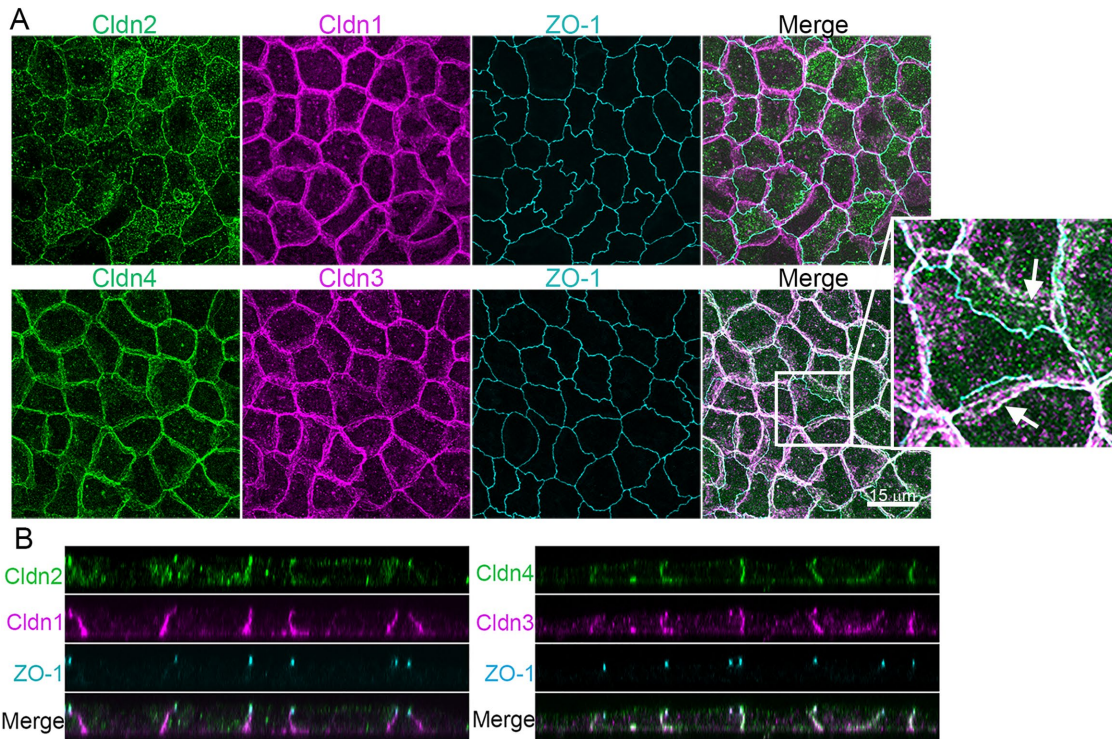 A
Cldn2 Cldn1 ZO-1 Merge
Cldn4 Cldn3 ZO-1 Merge
15 μm
B
Cldn2 Cldn4
Cldn1 Cldn3
ZO-1 ZO-1
Merge Merge